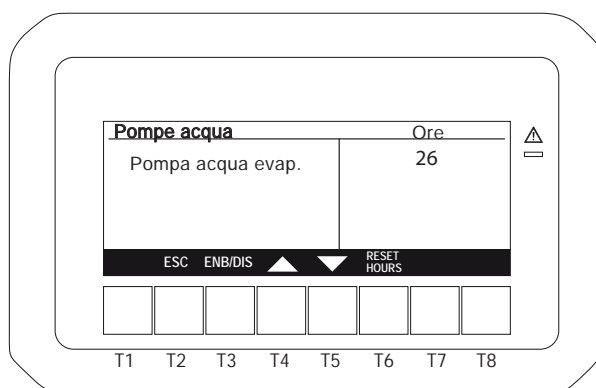 Pompe acqua Ore
Pompa acqua evap. 26
ESC ENB/DIS RESET HOURS
T1 T2 T3 T4 T5 T6 T7 T8